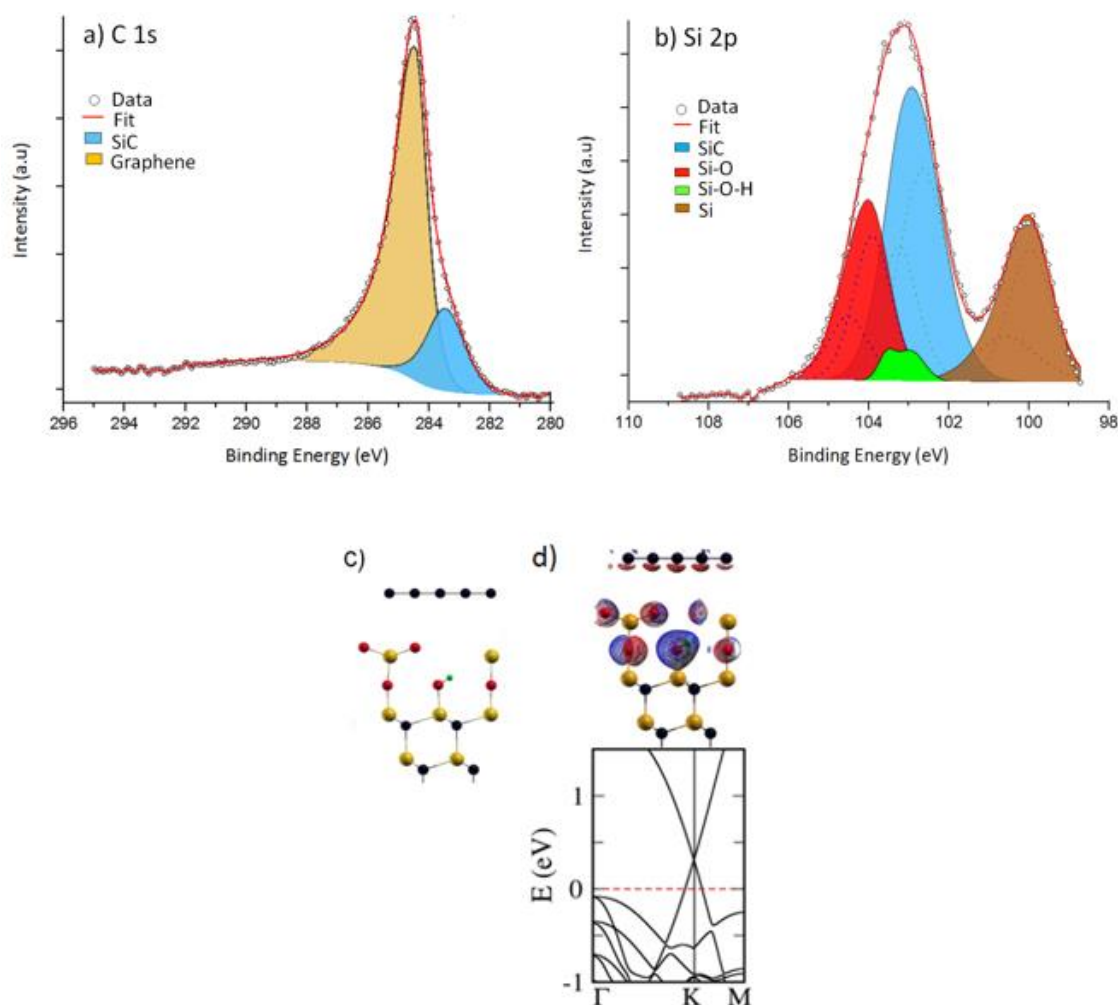 a) C 1s
Data
Fit
SiC
Graphene
Intensity (a.u)
296 294 292 290 288 286 284 282 280
Binding Energy (eV)
b) Si 2p
Data
Fit
SiC
Si-O
Si-O-H
Si
Intensity (a.u)
110 108 106 104 102 100 98
Binding Energy (eV)
c)
d)
E (eV)
1
0
-1
Γ K M